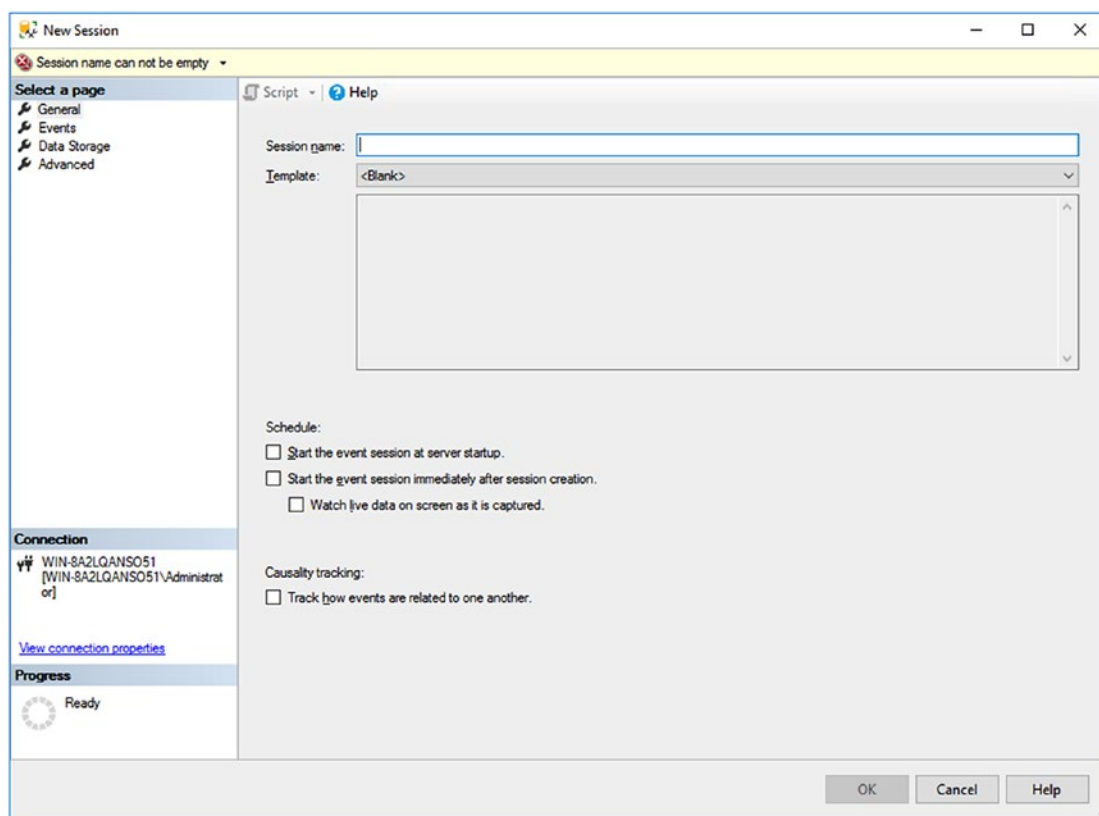 New Session
Session name can not be empty
Select a page
General
Events
Data Storage
Advanced
Script
Help
Session name:
Template:
<Blank>
Schedule:
Start the event session at server startup.
Start the event session immediately after session creation.
Watch live data on screen as it is captured.
Causality tracking:
Track how events are related to one another.
Connection
WIN-8A2LQANSO51
[WIN-8A2LQANSO51\Administrat
or]
View connection properties
Progress
Ready
OK
Cancel
Help